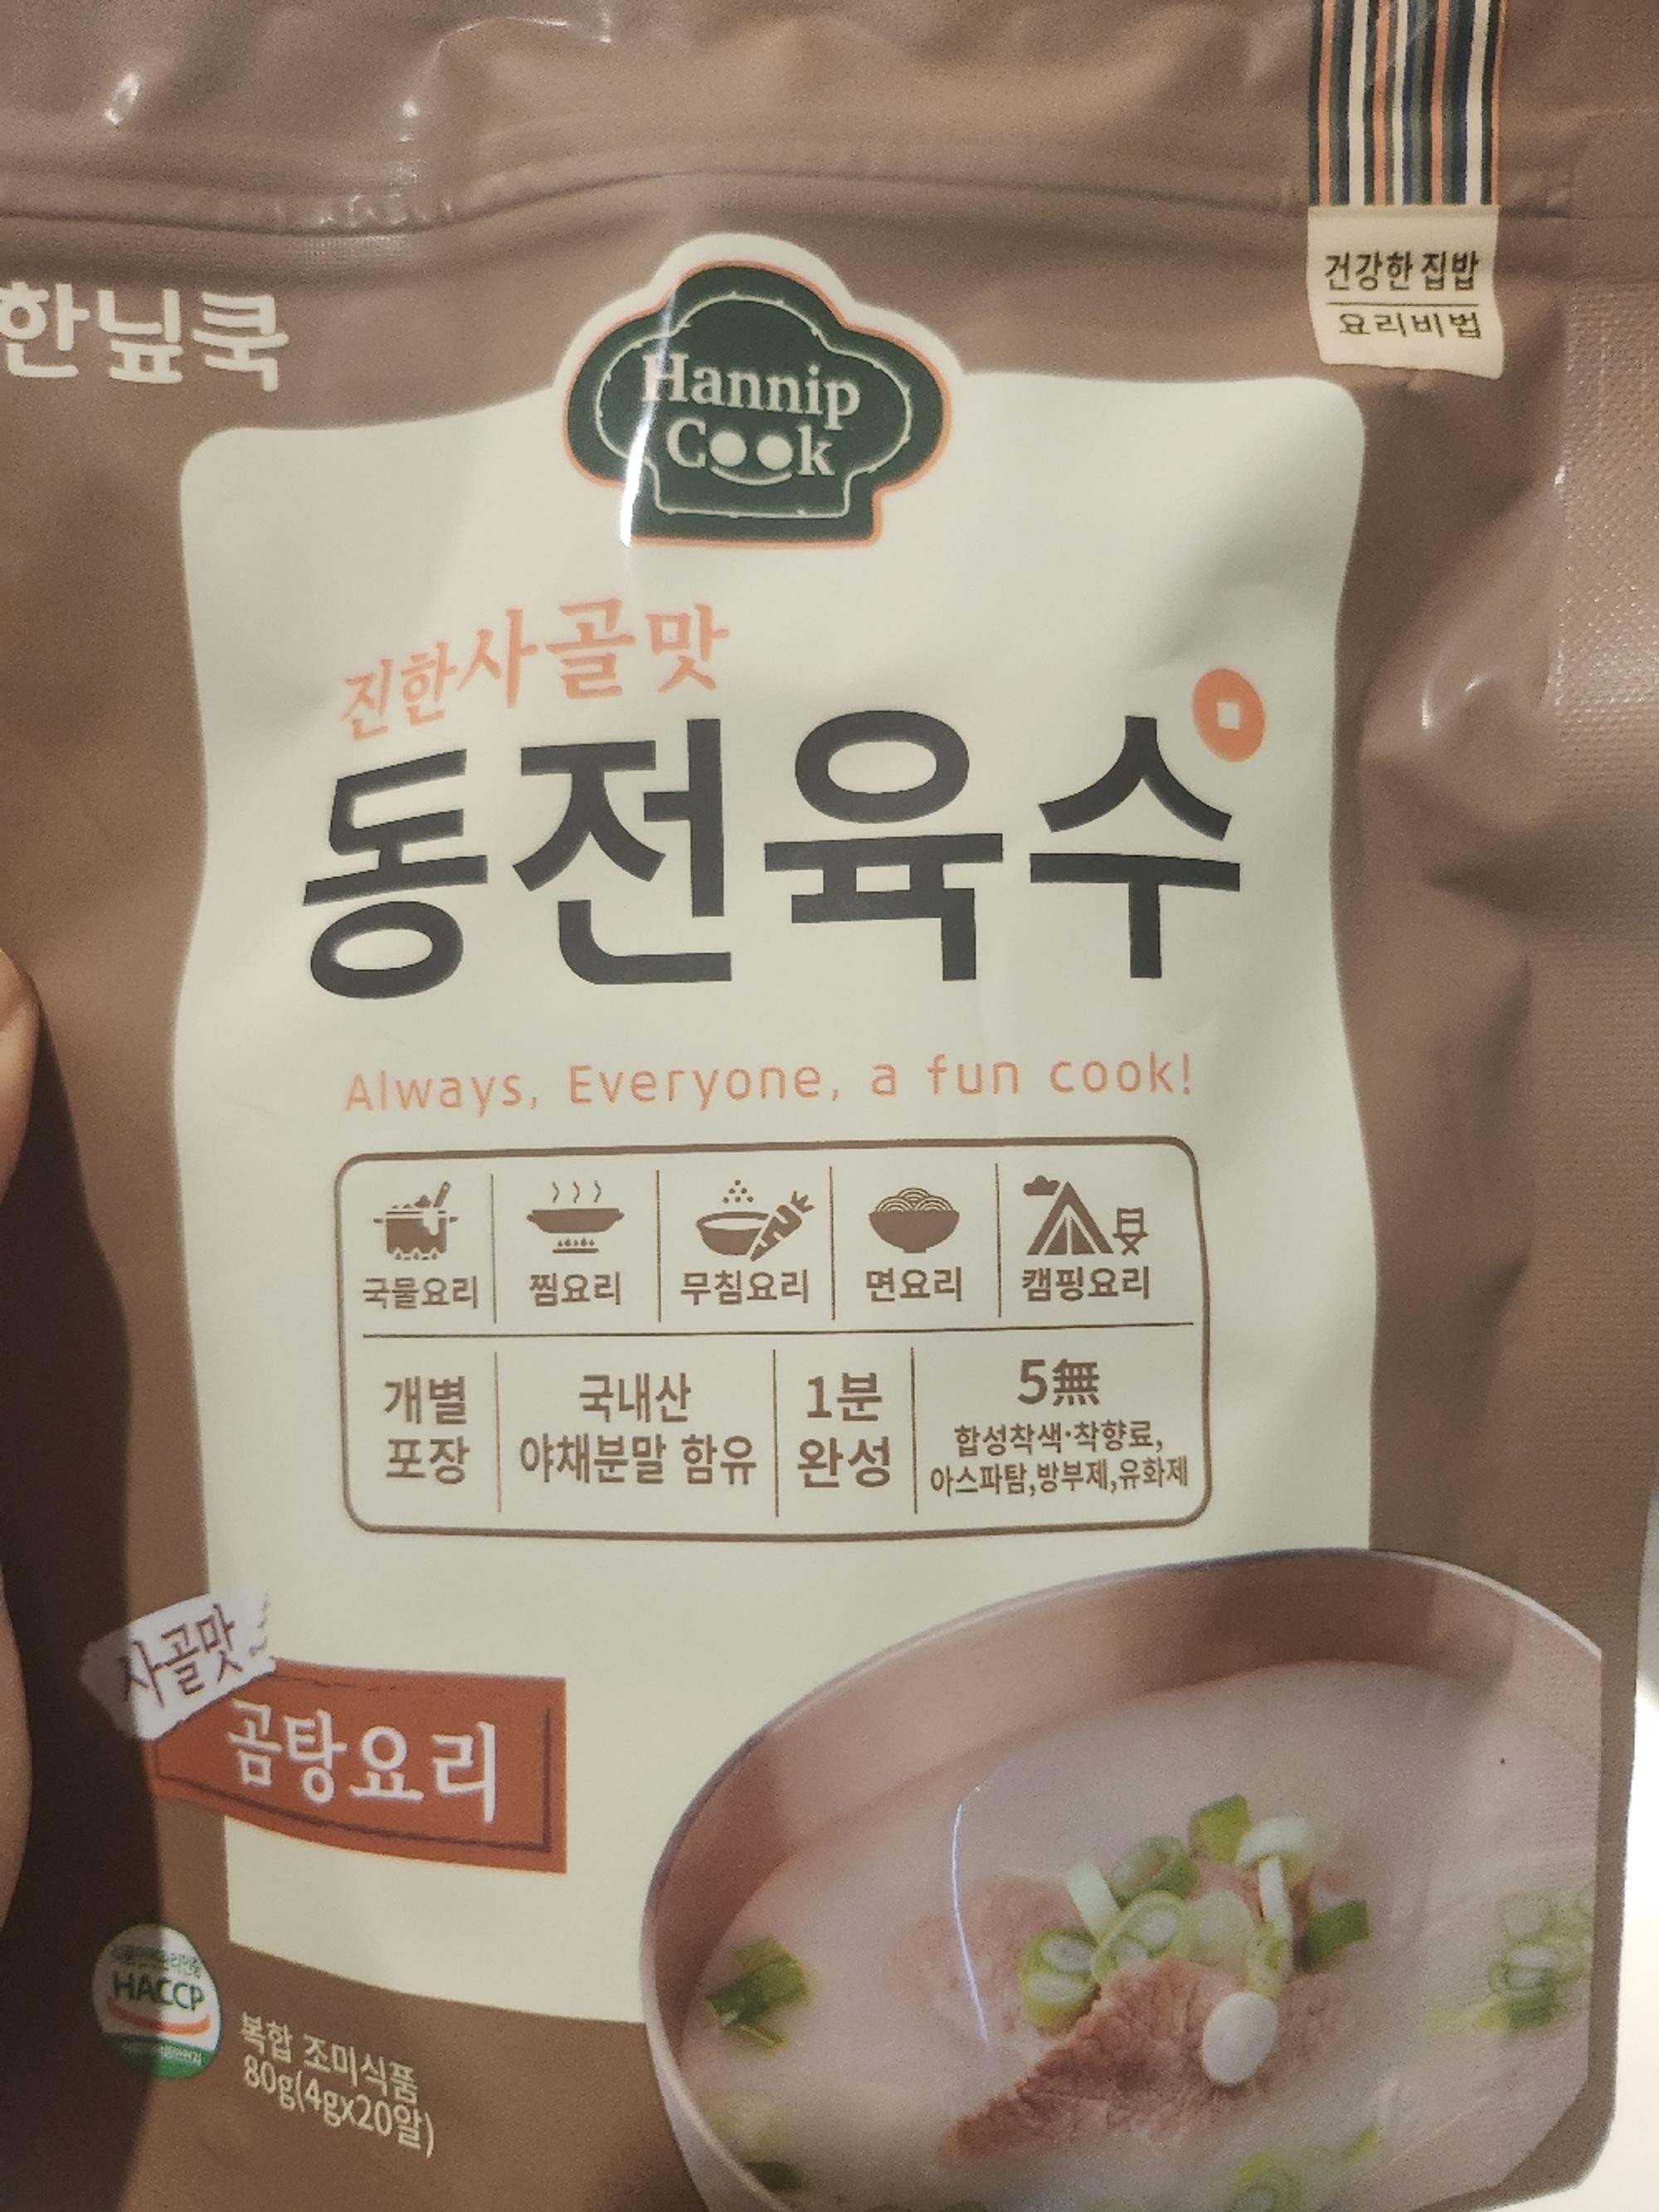 건강한 집밥
요리비법
한닢쿡
Hannip
Cook
진한사골맛
동전육수
Always, Everyone, a fun cook!
국물요리 찜요리 무침요리 면요리 캠핑요리
개별
포장
국내산
야채분말 함유
1분
완성
5無
합성착색·착향료,
아스파탐,방부제,유화제
사골맛
곰탕요리
HACCP
복합 조미식품
80g(4gx20알)